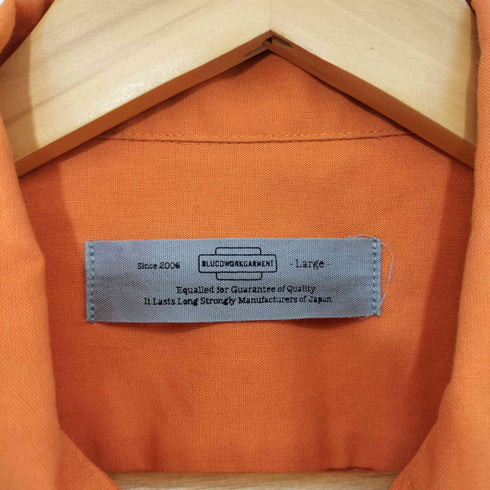 Since 2006 BLUCOWORKGARMENT - Large -
Equalled for Guarantee of Quality
It Lasts Long Strongly Manufacturers of Japan